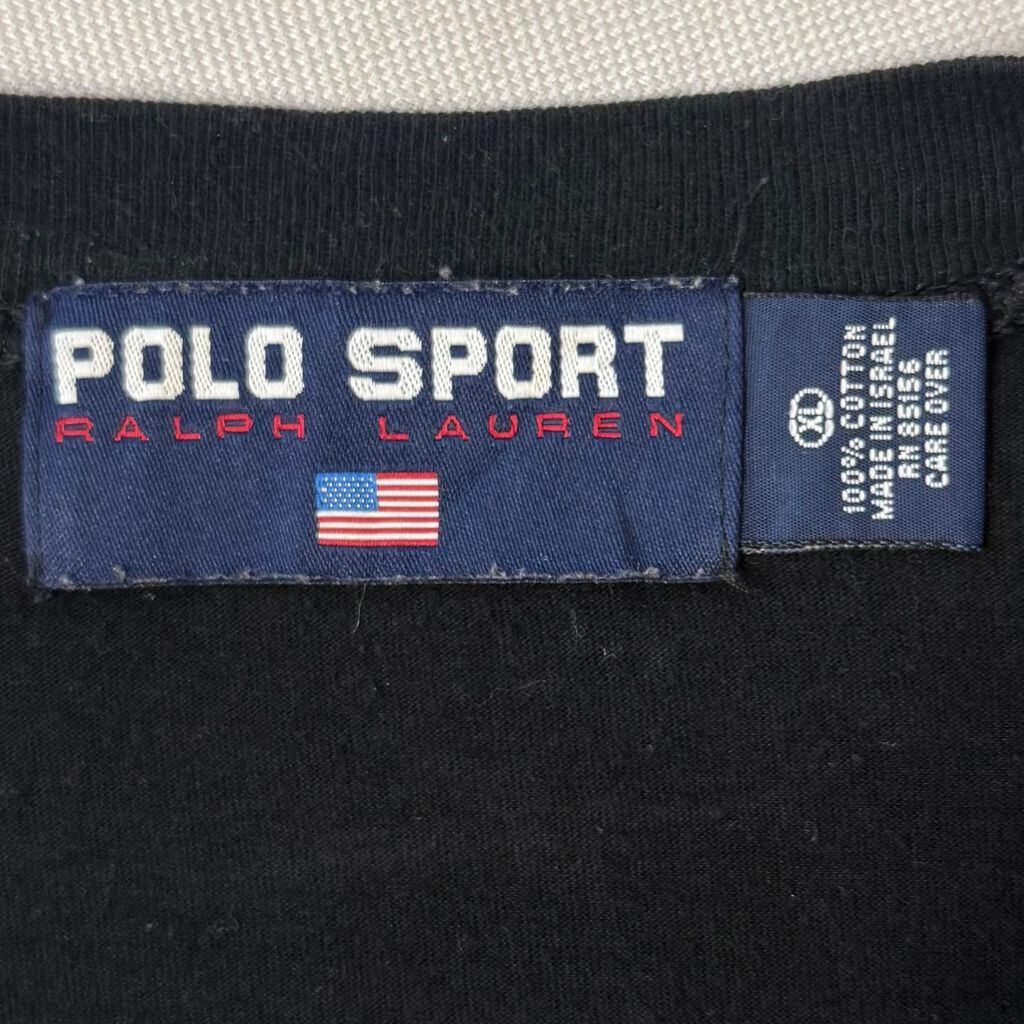 POLO SPORT
RALPH LAUREN
XL
100% COTTON
MADE IN ISRAEL
RN 85156
CARE OVER